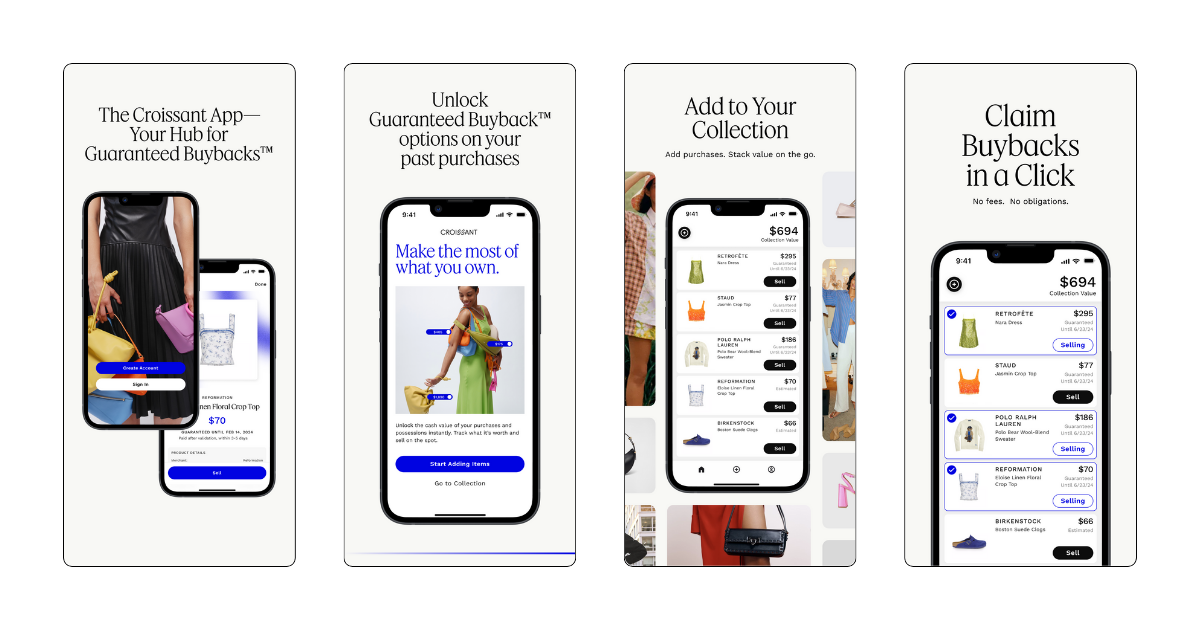 The Croissant App—
Your Hub for
Guaranteed Buybacks™
Done
Create Account
Sign In
REFORMATION
nen Floral Crop Top
$70
GUARANTEED UNTIL FEB 14, 2024
Paid after validation, within 2-3 days
PRODUCT DETAILS
Sell
Unlock
Guaranteed Buyback™
options on your
past purchases
9:41
CROISSANT
Make the most of
what you own.
Unlock the cash value of your purchases and
possessions instantly. Track what it's worth and
sell on the spot.
Start Adding Items
Go to Collection
Add to Your
Collection
Add purchases. Stack value on the go.
9:41
$694
Collection Value
RETROFÊTE $295
Nara Dress Guaranteed
Until 6/23/24
Sell
STAUD $77
Jasmin Crop Top Guaranteed
Until 6/23/24
Sell
POLO RALPH $186
LAUREN Guaranteed
Polo Bear Wool-Blend Until 6/23/24
Sweater
Sell
REFORMATION $70
Eloise Linen Floral Estimated
Crop Top
Sell
BIRKENSTOCK $66
Boston Suede Clogs Estimated
Sell
Claim
Buybacks
in a Click
No fees. No obligations.
9:41
$694
Collection Value
RETROFÊTE $295
Nara Dress Guaranteed
Until 6/23/24
Selling
STAUD $77
Jasmin Crop Top Guaranteed
Until 6/23/24
Sell
POLO RALPH $186
LAUREN Guaranteed
Polo Bear Wool-Blend Until 6/23/24
Sweater
Selling
REFORMATION $70
Eloise Linen Floral Guaranteed
Crop Top Until 6/23/24
Selling
BIRKENSTOCK $66
Boston Suede Clogs Estimated
Sell